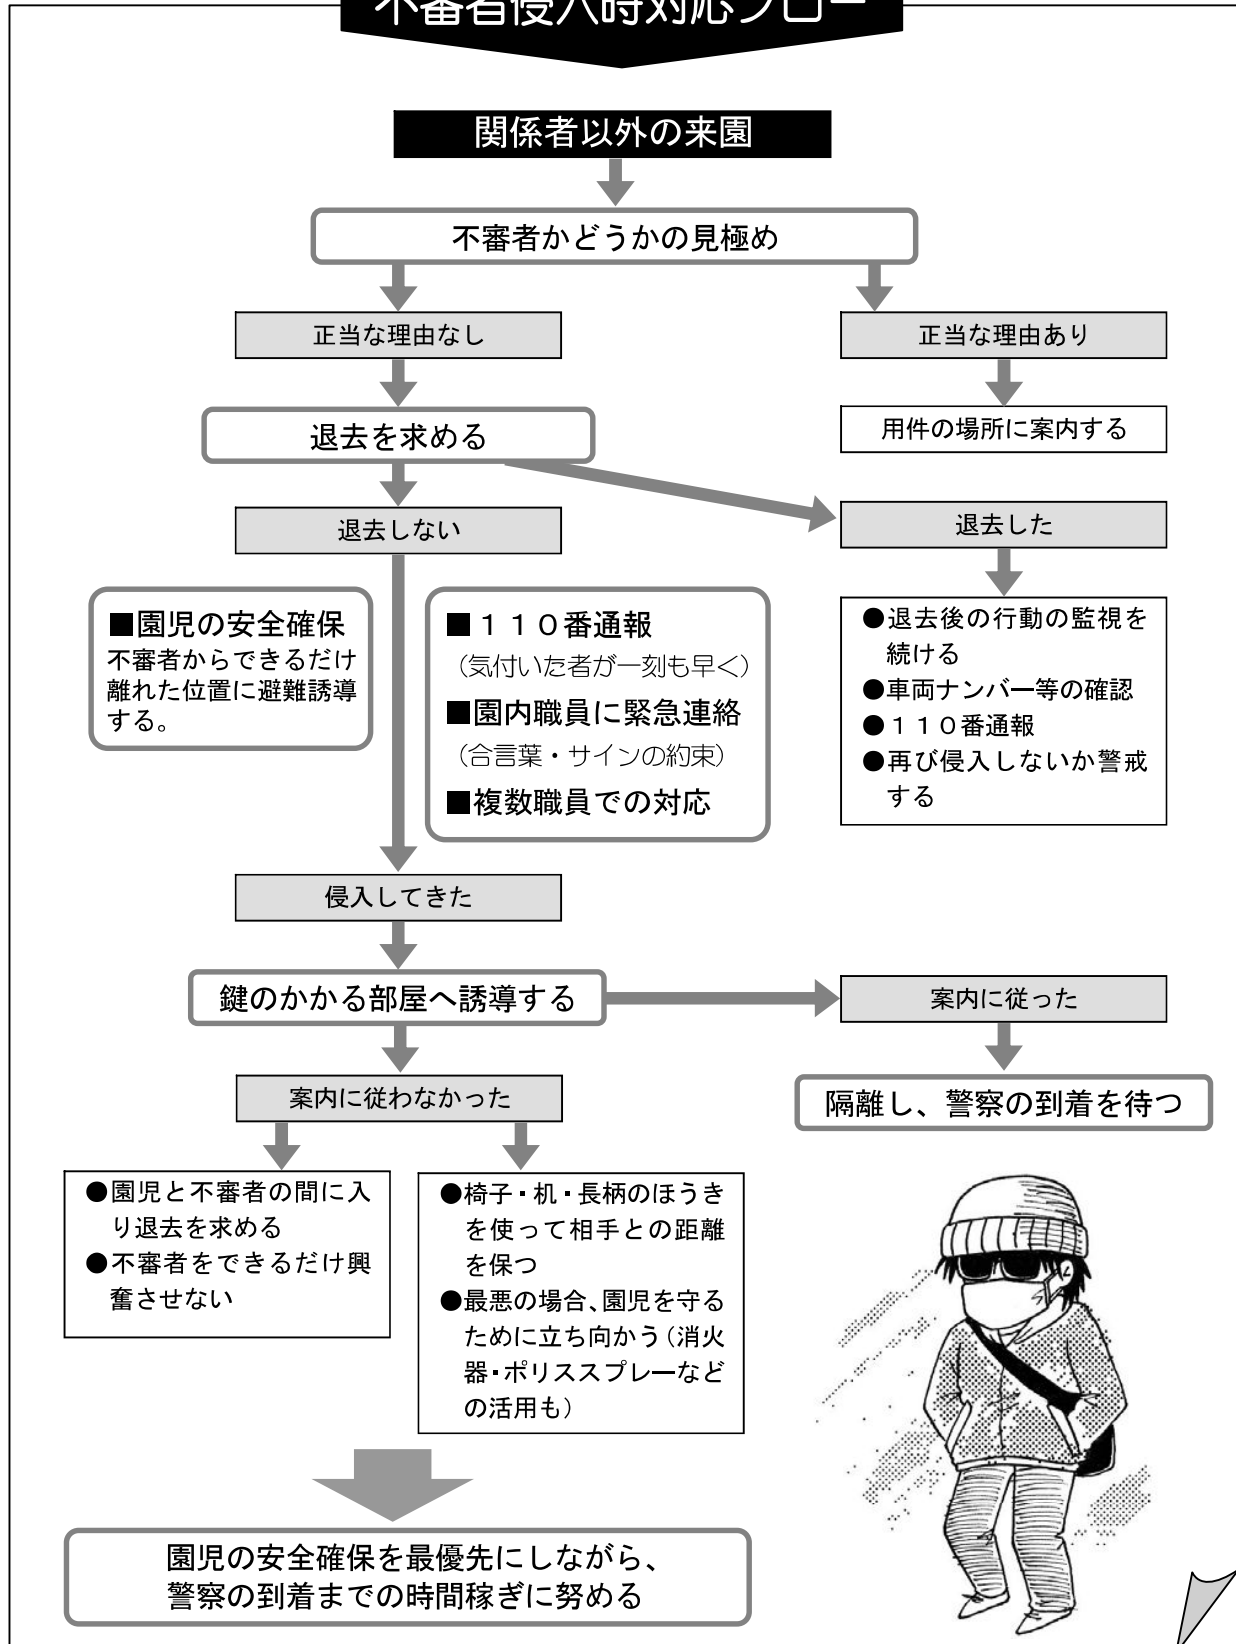 不審者侵入時対応フロー
関係者以外の来園
不審者かどうかの見極め
正当な理由なし
正当な理由あり
退去を求める
用件の場所に案内する
退去しない
退去した
■園児の安全確保
不審者からできるだけ
離れた位置に避難誘導
する。
■110番通報
（気付いた者が一刻も早く）
■園内職員に緊急連絡
（合言葉・サインの約束）
■複数職員での対応
●退去後の行動の監視を
続ける
●車両ナンバー等の確認
●110番通報
●再び侵入しないか警戒
する
侵入してきた
鍵のかかる部屋へ誘導する
案内に従った
案内に従わなかった
隔離し、警察の到着を待つ
●園児と不審者の間に入
り退去を求める
●不審者をできるだけ興
奮させない
●椅子・机・長柄のほうき
を使って相手との距離
を保つ
●最悪の場合、園児を守る
ために立ち向かう（消火
器・ポリススプレーなど
の活用も）
園児の安全確保を最優先にしながら、
警察の到着までの時間稼ぎに努める